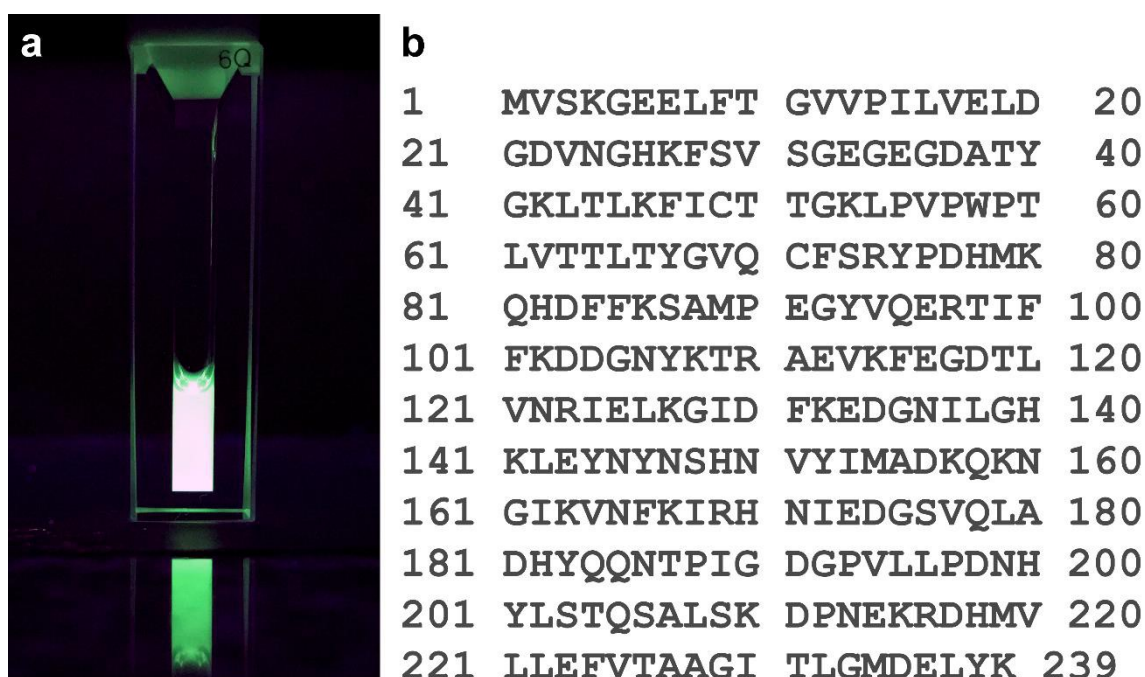 a
6Q
b
1 MVSKGEELFT GVVPILVELD 20
21 GDVNGHKFSV SGEGEGDATY 40
41 GKLTLKFICT TGKLPVPWPT 60
61 LVTTLTYGVQ CFSRYPDHMK 80
81 QHDFFKSAMP EGYVQERTIF 100
101 FKDDGNYKTR AEVKFEGDTL 120
121 VNRIELKGID FKEDGNILGH 140
141 KLEYNYNSHN VYIMADKQKN 160
161 GIKVNFKIRH NIEDGSVQLA 180
181 DHYQQNTPIG DGPVLLPDNH 200
201 YLSTQSALSK DPNEKRDHMV 220
221 LLEFVTAAGI TLGMDELYK 239